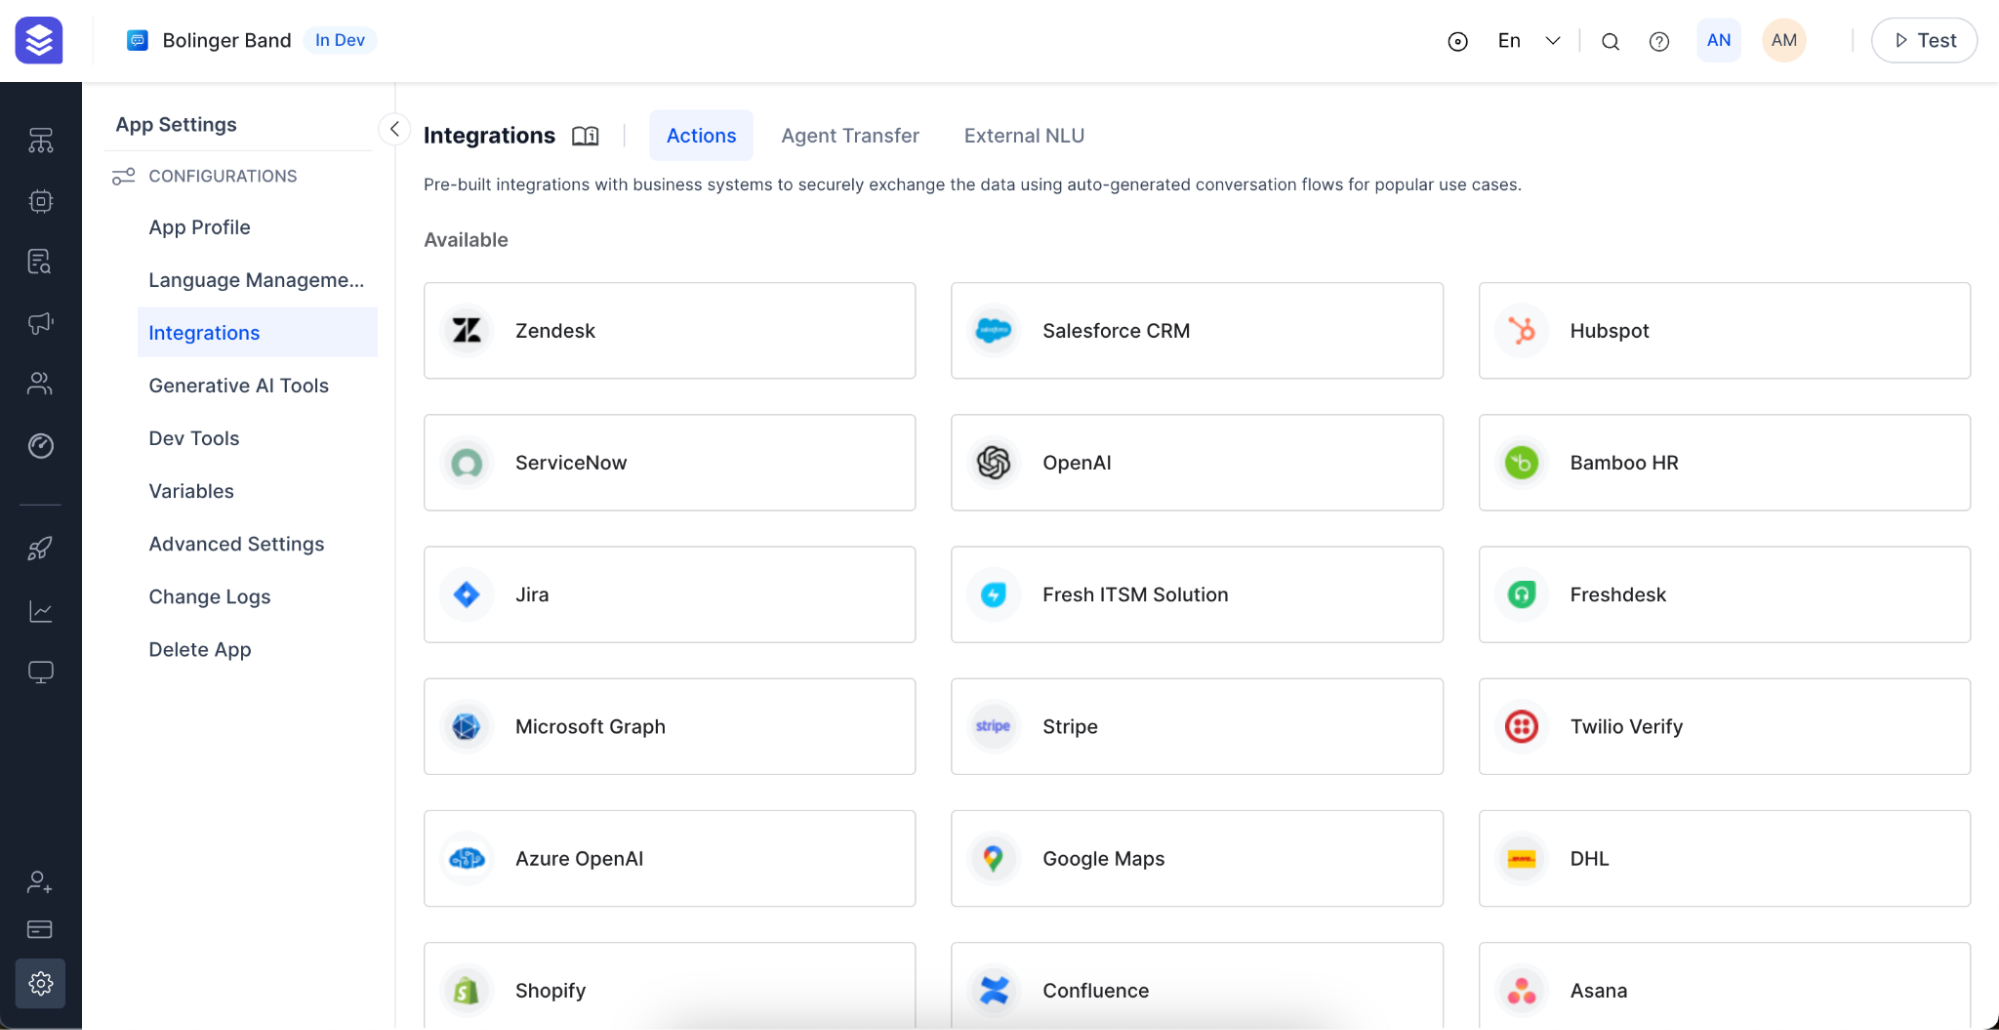 Bolinger Band In Dev
En
AN
AM
Test
App Settings
CONFIGURATIONS
App Profile
Language Manageme...
Integrations
Generative AI Tools
Dev Tools
Variables
Advanced Settings
Change Logs
Delete App
Integrations
Actions
Agent Transfer
External NLU
Pre-built integrations with business systems to securely exchange the data using auto-generated conversation flows for popular use cases.
Available
Zendesk
salesforce
Salesforce CRM
Hubspot
ServiceNow
OpenAI
Bamboo HR
Jira
Fresh ITSM Solution
Freshdesk
Microsoft Graph
stripe
Stripe
Twilio Verify
Azure OpenAI
Google Maps
DHL
Shopify
Confluence
Asana